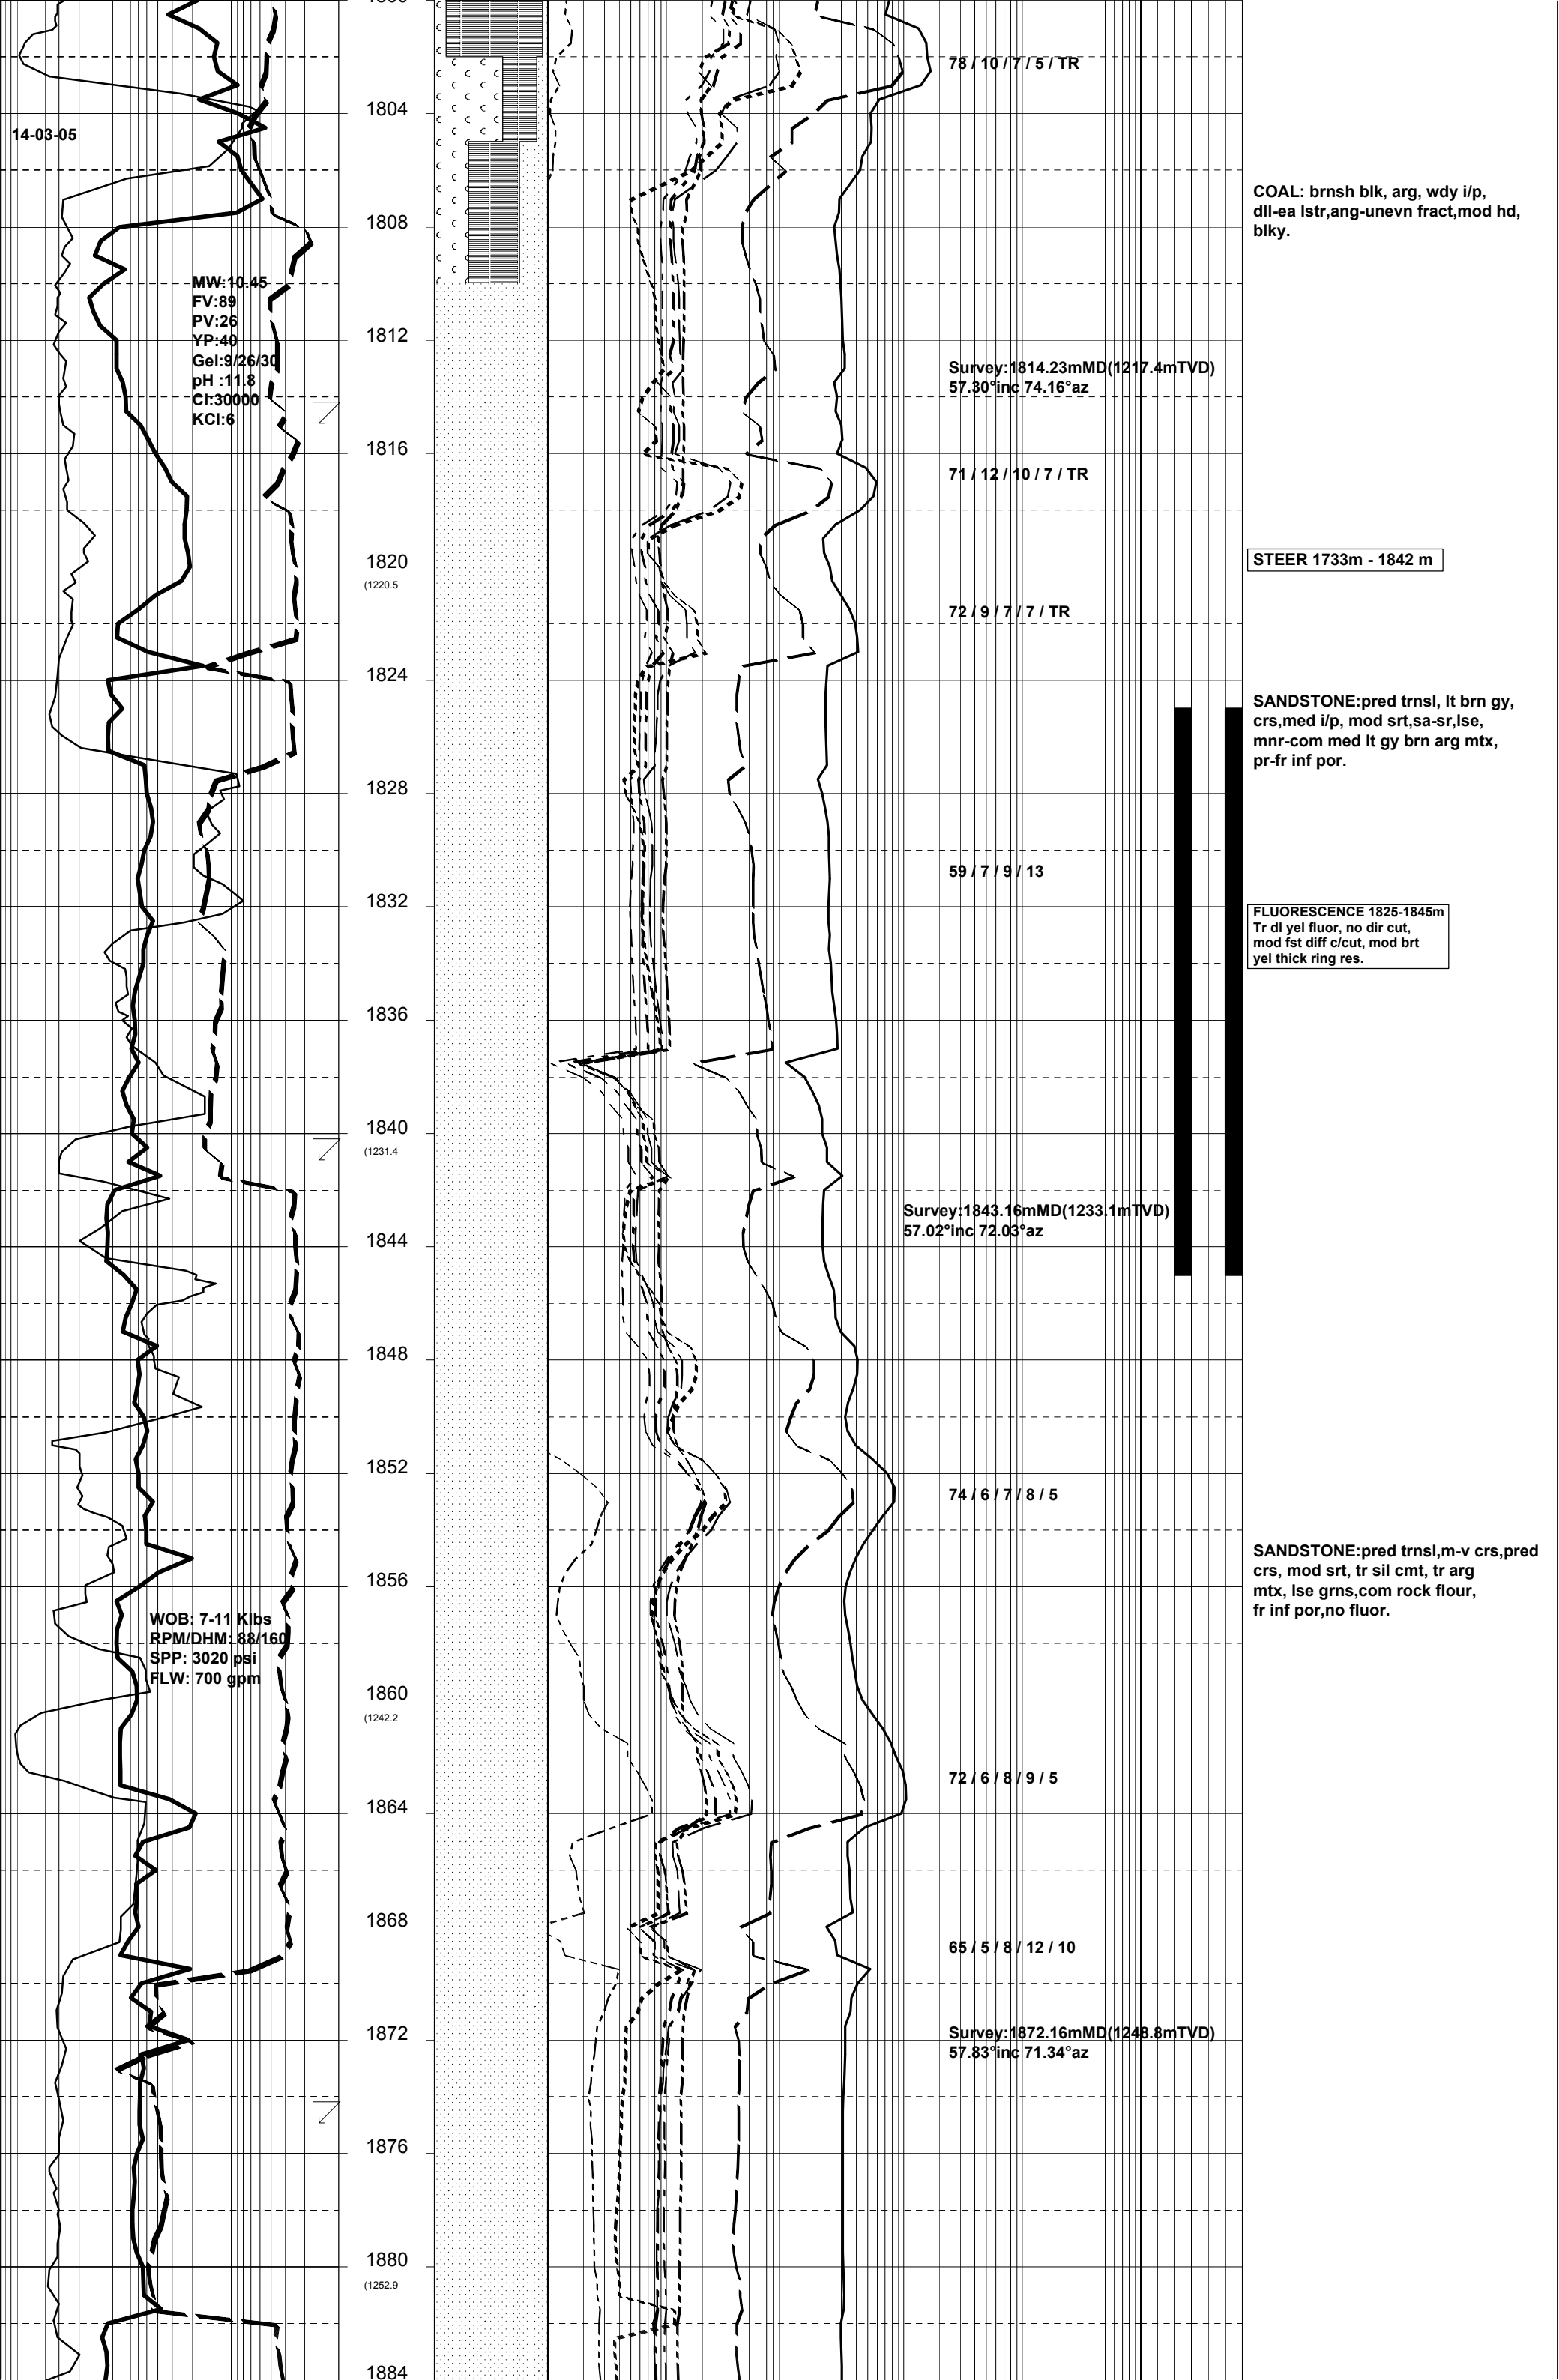 78 / 10 / 7 / 5 / TR
1804
14-03-05
COAL: brnsh blk, arg, wdy i/p,
dll-ea lstr,ang-unevn fract,mod hd,
blky.
1808
MW:10.45
FV:89
PV:26
YP:40
Gel:9/26/30
pH :11.8
Cl:30000
KCl:6
1812
Survey:1814.23mMD(1217.4mTVD)
57.30°inc 74.16°az
1816
71 / 12 / 10 / 7 / TR
1820
(1220.5
STEER 1733m - 1842 m
72 / 9 / 7 / 7 / TR
1824
SANDSTONE:pred trnsl, lt brn gy,
crs,med i/p, mod srt,sa-sr,lse,
mnr-com med lt gy brn arg mtx,
pr-fr inf por.
1828
59 / 7 / 9 / 13
1832
FLUORESCENCE 1825-1845m
Tr dl yel fluor, no dir cut,
mod fst diff c/cut, mod brt
yel thick ring res.
1836
1840
(1231.4
Survey:1843.16mMD(1233.1mTVD)
57.02°inc 72.03°az
1844
1848
1852
74 / 6 / 7 / 8 / 5
SANDSTONE:pred trnsl,m-v crs,pred
crs, mod srt, tr sil cmt, tr arg
mtx, lse grns,com rock flour,
fr inf por,no fluor.
1856
WOB: 7-11 Klbs
RPM/DHM: 88/160
SPP: 3020 psi
FLW: 700 gpm
1860
(1242.2
72 / 6 / 8 / 9 / 5
1864
1868
65 / 5 / 8 / 12 / 10
1872
Survey:1872.16mMD(1248.8mTVD)
57.83°inc 71.34°az
1876
1880
(1252.9
1884